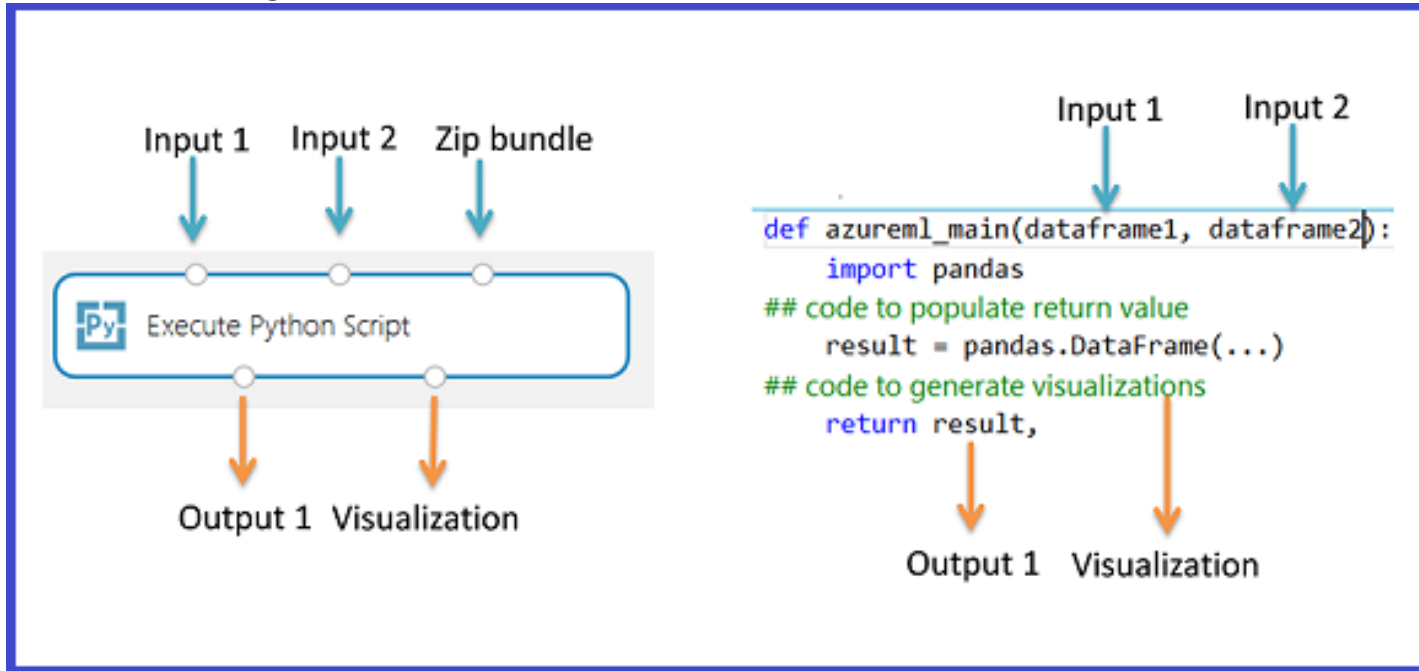 Input 1 Input 2 Zip bundle
Py Execute Python Script
Output 1 Visualization
Input 1 Input 2
def azureml_main(dataframe1, dataframe2):
    import pandas
## code to populate return value
    result = pandas.DataFrame(...)
## code to generate visualizations
    return result,
Output 1 Visualization